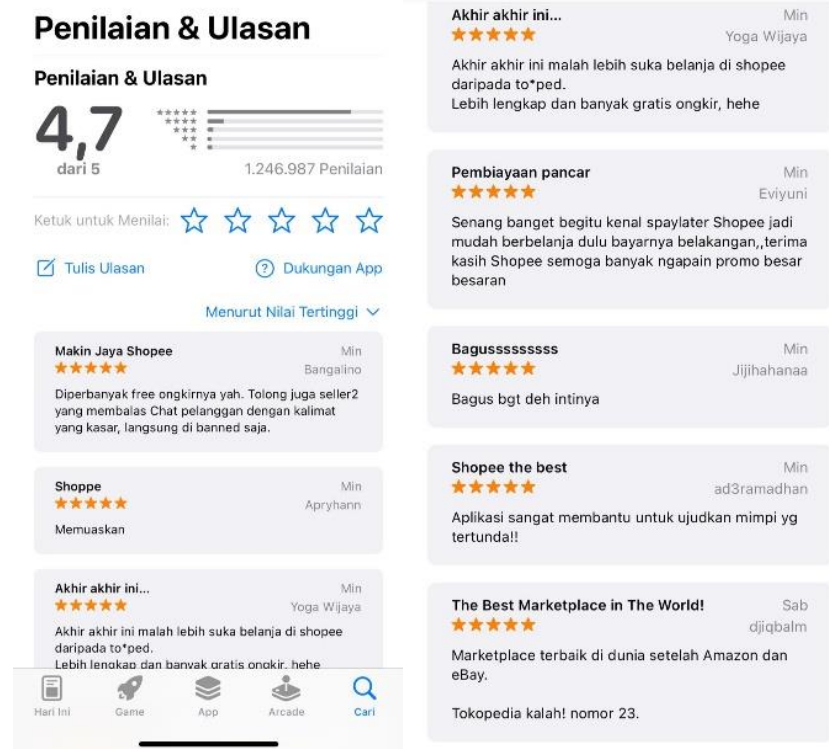 Penilaian & Ulasan
Penilaian & Ulasan
4,7
dari 5
1.246.987 Penilaian
Ketuk untuk Menilai:
Tulis Ulasan
Dukungan App
Menurut Nilai Tertinggi
Makin Jaya Shopee
Min
Bangalino
Diperbanyak free ongkirnya yah. Tolong juga seller2
yang membalas Chat pelanggan dengan kalimat
yang kasar, langsung di banned saja.
Shoppe
Min
Apryhann
Memuaskan
Akhir akhir ini...
Min
Yoga Wijaya
Akhir akhir ini malah lebih suka belanja di shopee
daripada to*ped.
Lebih lengkap dan banyak gratis ongkir, hehe
Hari Ini
Game
App
Arcade
Cari
Akhir akhir ini...
Min
Yoga Wijaya
Akhir akhir ini malah lebih suka belanja di shopee
daripada to*ped.
Lebih lengkap dan banyak gratis ongkir, hehe
Pembiayaan pancar
Min
Eviyuni
Senang banget begitu kenal spaylater Shopee jadi
mudah berbelanja dulu bayarnya belakangan,,terima
kasih Shopee semoga banyak ngapain promo besar
besaran
Bagusssssssss
Min
Jijihahanaa
Bagus bgt deh intinya
Shopee the best
Min
ad3ramadhan
Aplikasi sangat membantu untuk ujudkan mimpi yg
tertunda!!
The Best Marketplace in The World!
Sab
djiqbalm
Marketplace terbaik di dunia setelah Amazon dan
eBay.
Tokopedia kalah! nomor 23.